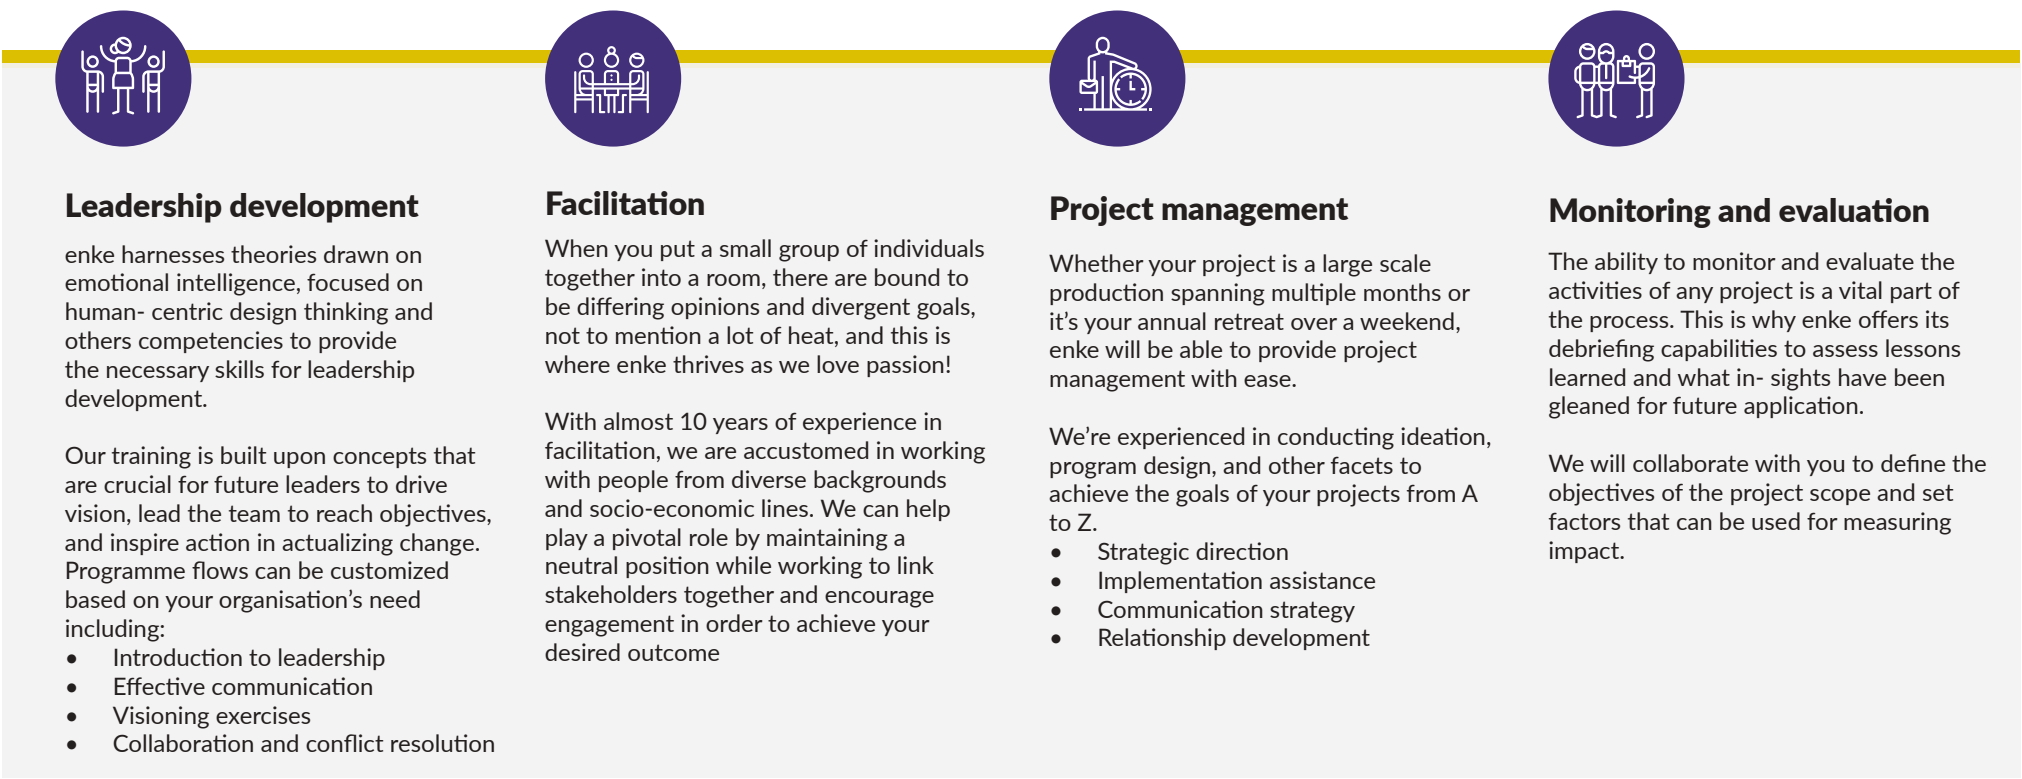 Leadership development
enke harnesses theories drawn on
emotional intelligence, focused on
human- centric design thinking and
others competencies to provide
the necessary skills for leadership
development.
Our training is built upon concepts that
are crucial for future leaders to drive
vision, lead the team to reach objectives,
and inspire action in actualizing change.
Programme flows can be customized
based on your organisation’s need
including:
• Introduction to leadership
• Effective communication
• Visioning exercises
• Collaboration and conflict resolution
Facilitation
When you put a small group of individuals
together into a room, there are bound to
be differing opinions and divergent goals,
not to mention a lot of heat, and this is
where enke thrives as we love passion!
With almost 10 years of experience in
facilitation, we are accustomed in working
with people from diverse backgrounds
and socio-economic lines. We can help
play a pivotal role by maintaining a
neutral position while working to link
stakeholders together and encourage
engagement in order to achieve your
desired outcome
Project management
Whether your project is a large scale
production spanning multiple months or
it’s your annual retreat over a weekend,
enke will be able to provide project
management with ease.
We’re experienced in conducting ideation,
program design, and other facets to
achieve the goals of your projects from A
to Z.
• Strategic direction
• Implementation assistance
• Communication strategy
• Relationship development
Monitoring and evaluation
The ability to monitor and evaluate the
activities of any project is a vital part of
the process. This is why enke offers its
debriefing capabilities to assess lessons
learned and what in- sights have been
gleaned for future application.
We will collaborate with you to define the
objectives of the project scope and set
factors that can be used for measuring
impact.